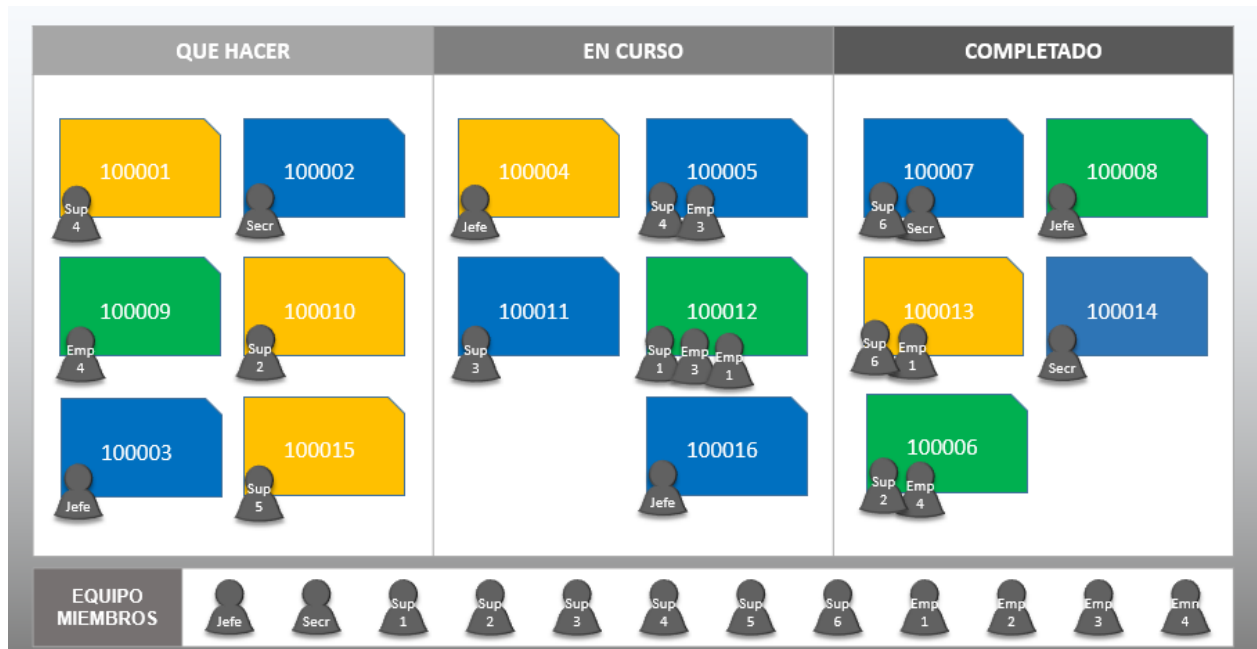 QUE HACER
EN CURSO
COMPLETADO
100001
Sup
4
100002
Secr
100009
Emp
4
100010
Sup
2
100003
Jefe
100015
Sup
5
100004
Jefe
100005
Sup
4
Emp
3
100011
Sup
3
100012
Sup
1
Emp
3
Emp
1
100016
Jefe
100007
Sup
6
Secr
100008
Jefe
100013
Sup
6
Emp
1
100014
Secr
100006
Sup
2
Emp
4
EQUIPO
MIEMBROS
Jefe
Secr
Sup
1
Sup
2
Sup
3
Sup
4
Sup
5
Sup
6
Emp
1
Emp
2
Emp
3
Emn
4